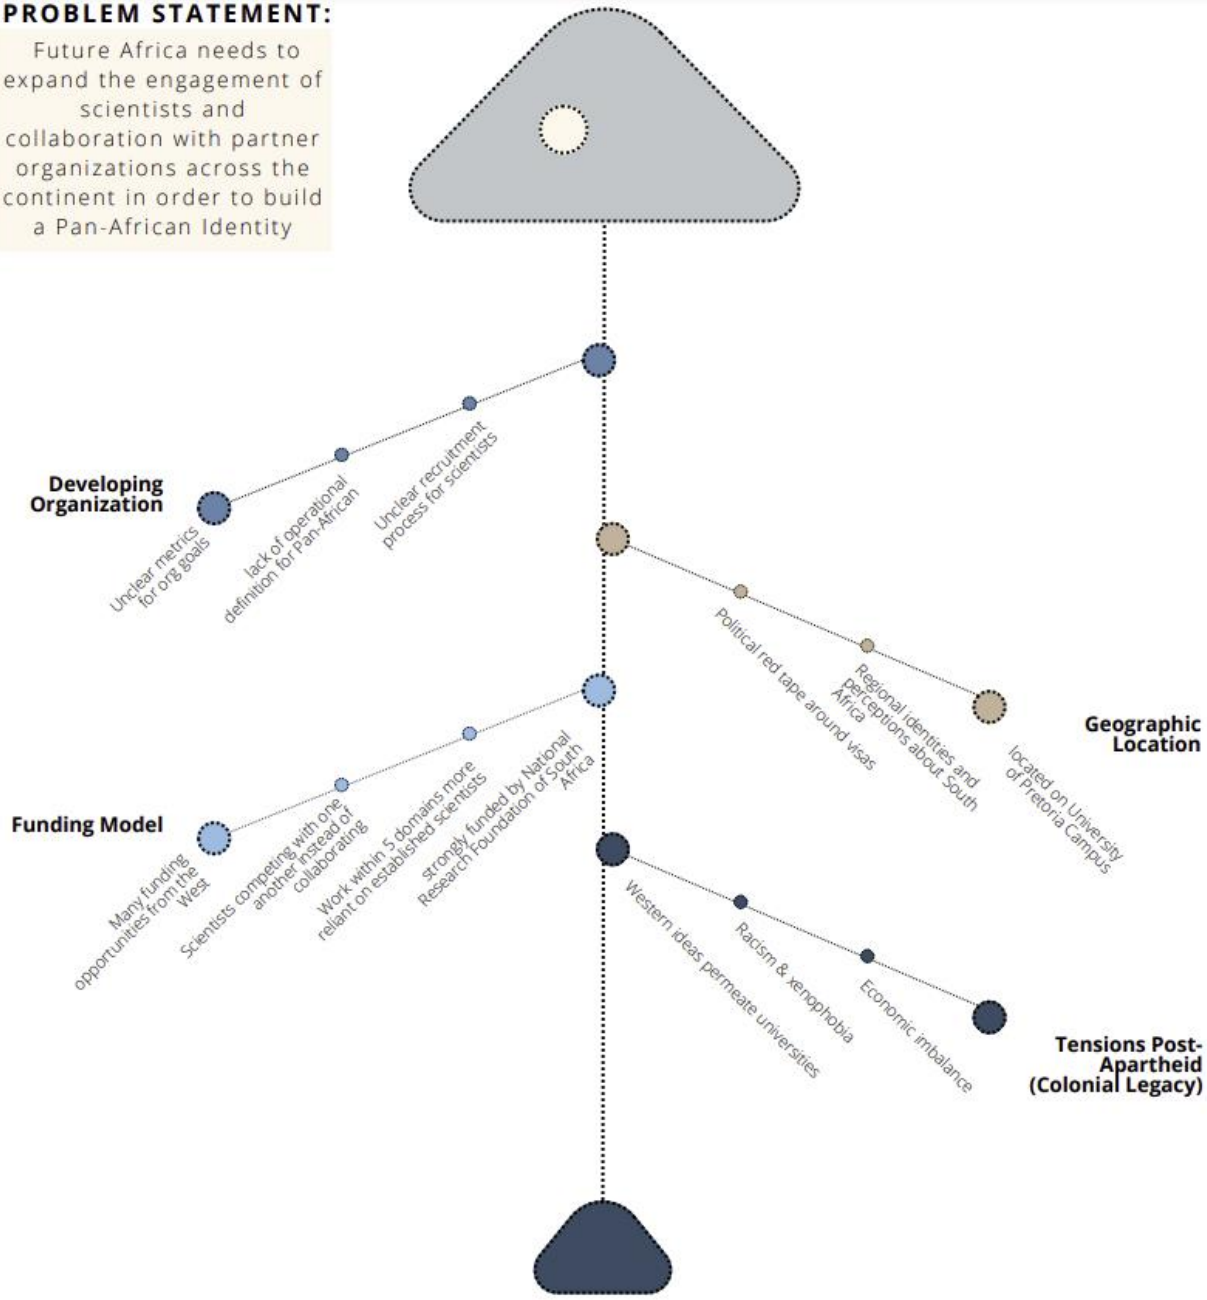 PROBLEM STATEMENT:
Future Africa needs to
expand the engagement of
scientists and
collaboration with partner
organizations across the
continent in order to build
a Pan-African Identity
Developing
Organization
Unclear metrics
for org goals
lack of operational
definition for Pan-African
Unclear recruitment
process for scientists
Political red tape around visas
Regional identities and
perceptions about South
Africa
located on University
of Pretoria Campus
Geographic
Location
Funding Model
Many funding
opportunities from the
West
Scientists competing with one
another instead of
collaborating
Work within 5 domains more
reliant on established scientists
strongly funded by National
Research Foundation of South
Africa
Western ideas permeate universities
Racism & xenophobia
Economic imbalance
Tensions Post-
Apartheid
(Colonial Legacy)